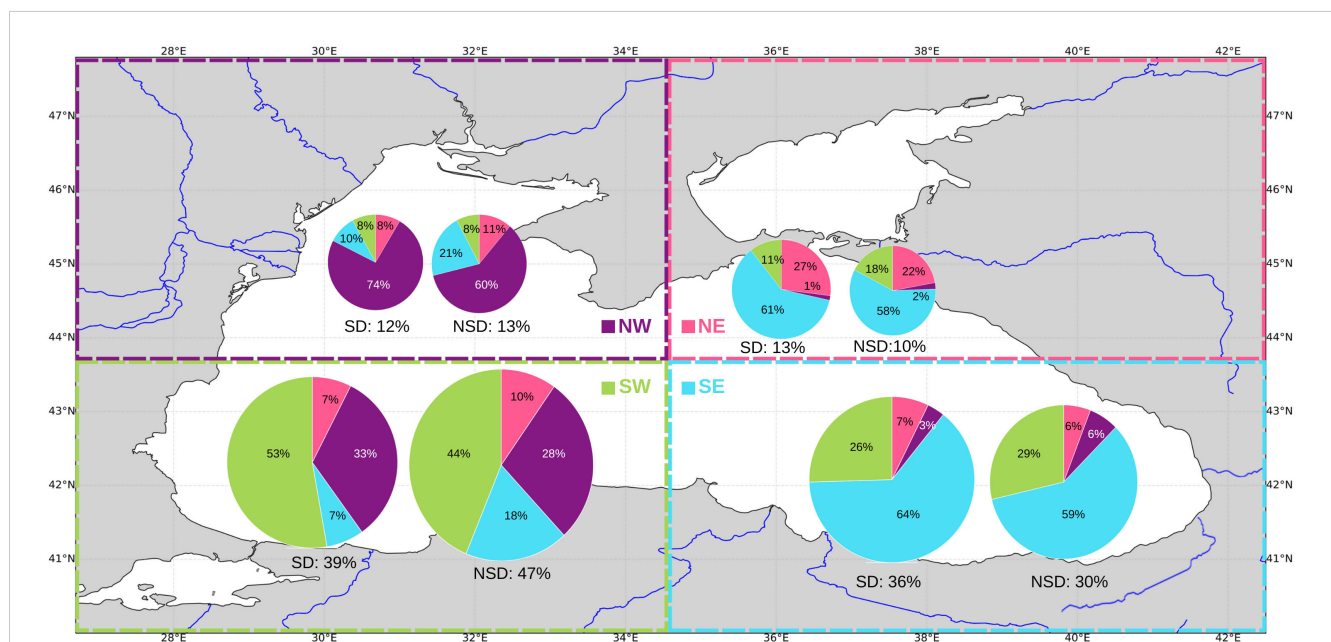 28°E 30°E 32°E 34°E 36°E 38°E 40°E 42°E
47°N 47°N
46°N 46°N
8% 8% 8% 11%
10% 21%
45°N 45°N
74% 60%
11% 27% 18% 22%
1% 2%
61% 58%
SD: 12% NSD: 13% NW NE SD: 13% NSD:10%
44°N 44°N
SW SE
43°N 43°N
7% 10% 7% 3% 6% 6%
53% 33% 44% 28% 26% 29%
42°N 42°N
7% 18% 64% 59%
41°N 41°N
SD: 39% NSD: 47% SD: 36% NSD: 30%
28°E 30°E 32°E 34°E 36°E 38°E 40°E 42°E